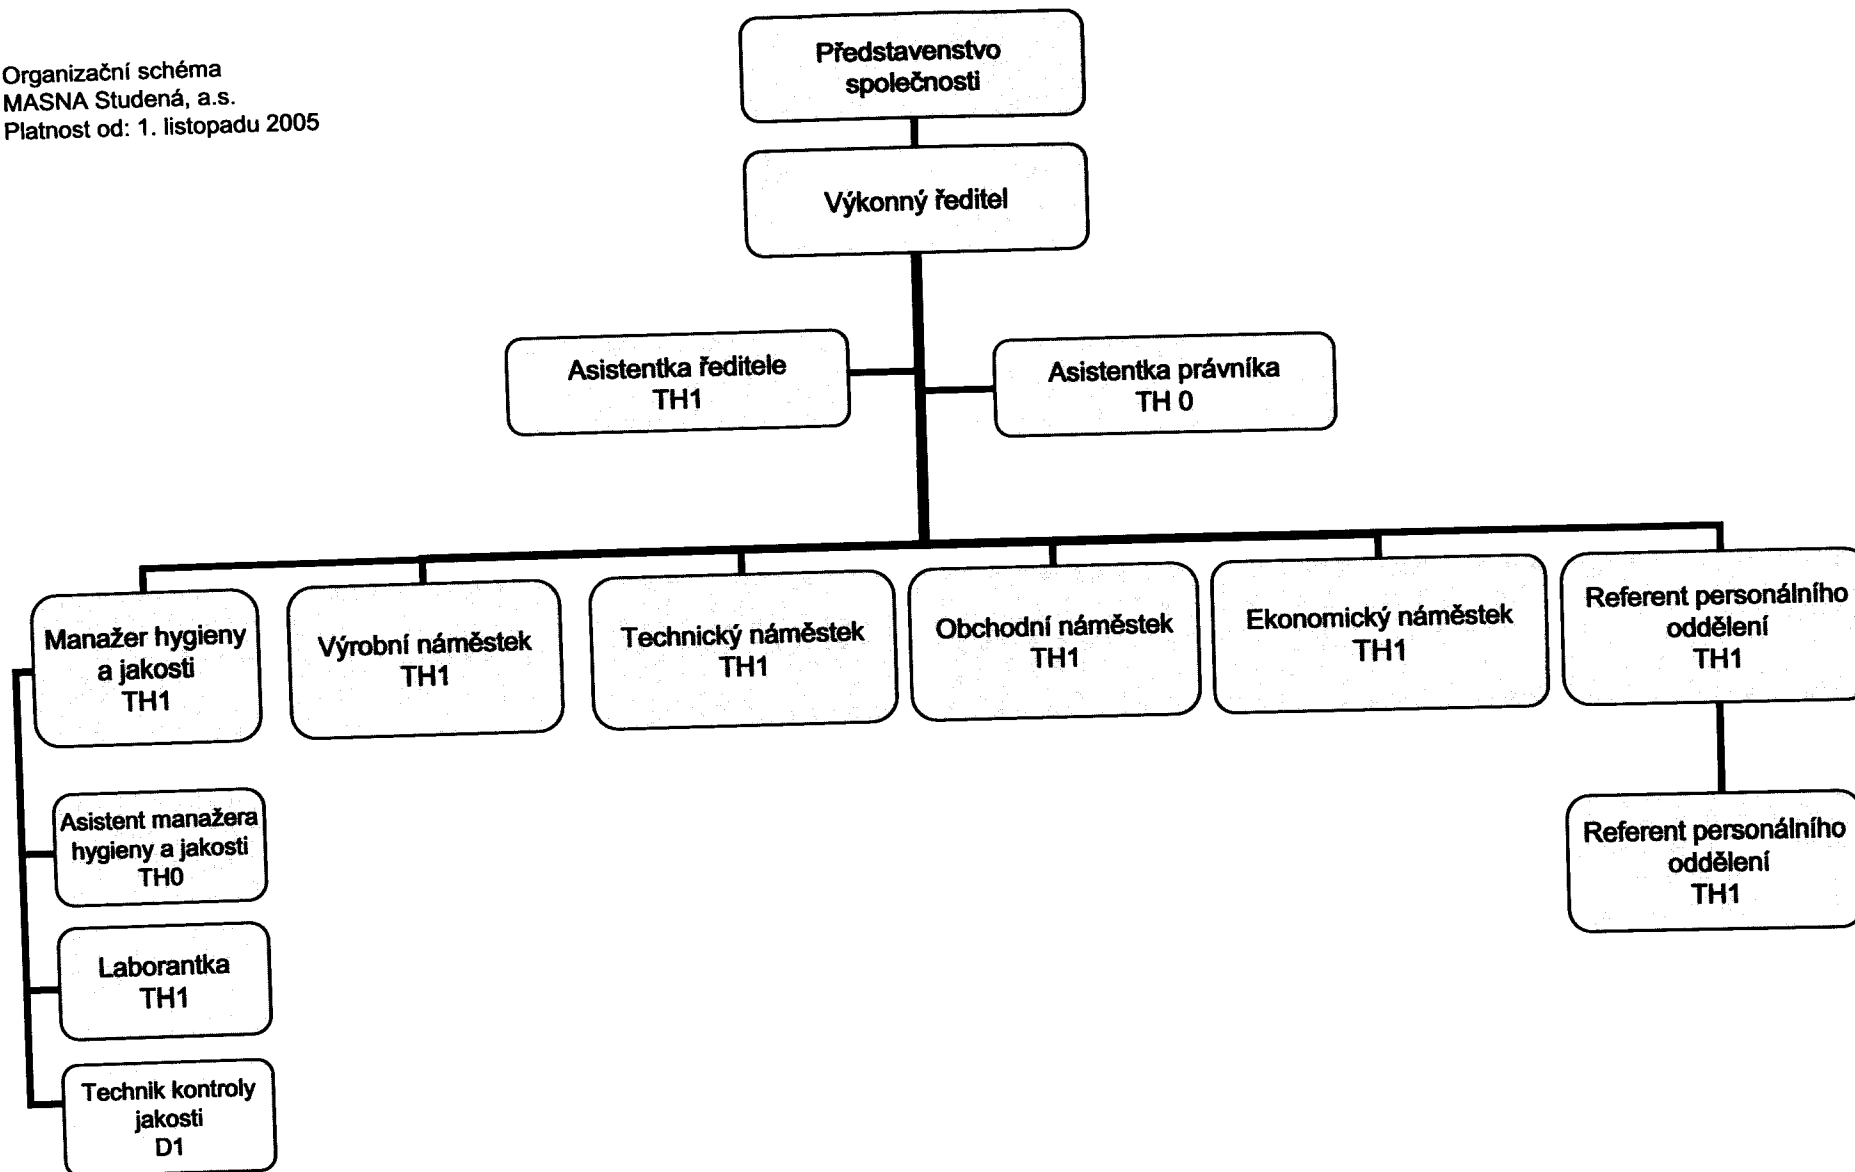 Organizační schéma
MASNA Studená, a.s.
Platnost od: 1. listopadu 2005
Představenstvo
společnosti
Výkonný ředitel
Asistentka ředitele
TH1
Asistentka právníka
TH 0
Manažer hygieny
a jakosti
TH1
Výrobní náměstek
TH1
Technický náměstek
TH1
Obchodní náměstek
TH1
Ekonomický náměstek
TH1
Referent personálního
oddělení
TH1
Asistent manažera
hygieny a jakosti
TH0
Laborantka
TH1
Technik kontroly
jakosti
D1
Referent personálního
oddělení
TH1